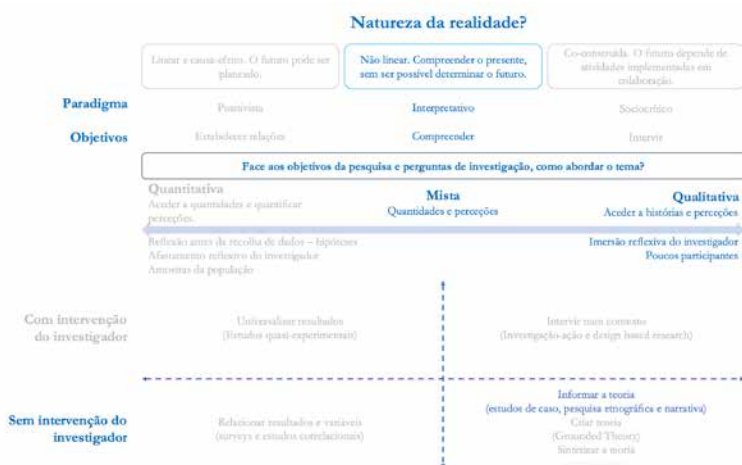 Natureza da realidade?
Linear e causa-efeito. O futuro pode ser
planeado.
Não linear. Compreender o presente,
sem ser possível determinar o futuro.
Co-construída. O futuro depende de
atividades implementadas em
colaboração.
Paradigma
Positivista
Interpretativo
Sociocrítico
Objetivos
Estabelecer relações
Compreender
Intervir
Face aos objetivos da pesquisa e perguntas de investigação, como abordar o tema?
Quantitativa
Aceder a quantidades e quantificar
perceções.
Mista
Quantidades e perceções
Qualitativa
Aceder a histórias e perceções
Reflexão antes da recolha de dados – hipóteses
Afastamento reflexivo do investigador
Amostras da população
Imersão reflexiva do investigador
Poucos participantes
Com intervenção
do investigador
Universalizar resultados
(Estudos quasi-experimentais)
Intervir num contexto
(Investigação-ação e design based research)
Sem intervenção do
investigador
Relacionar resultados e variáveis
(surveys e estudos correlacionais)
Informar a teoria
(estudos de caso, pesquisa etnográfica e narrativa)
Criar teoria
(Grounded Theory)
Sintetizar a teoria